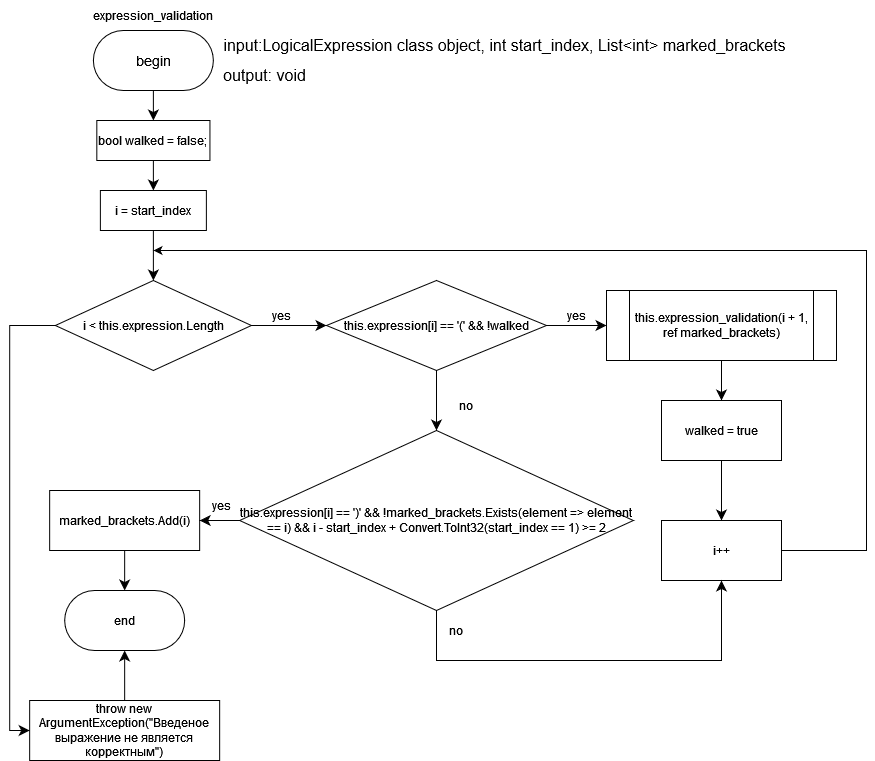 expression_validation
begin
input:LogicalExpression class object, int start_index, List<int> marked_brackets
output: void
bool walked = false;
i = start_index
i < this.expression.Length
yes
this.expression[i] == '(' && !walked
yes
this.expression_validation(i + 1,
ref marked_brackets)
no
walked = true
this.expression[i] == ')' && !marked_brackets.Exists(element => element
== i) && i - start_index + Convert.ToInt32(start_index == 1) >= 2
yes
marked_brackets.Add(i)
i++
no
end
throw new
ArgumentException("Введеное
выражение не является
корректным")